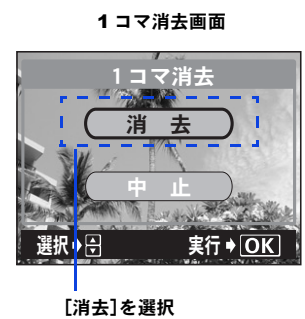 1コマ消去画面
1コマ消去
消 去
中 止
選択 実行 OK
[消去]を選択